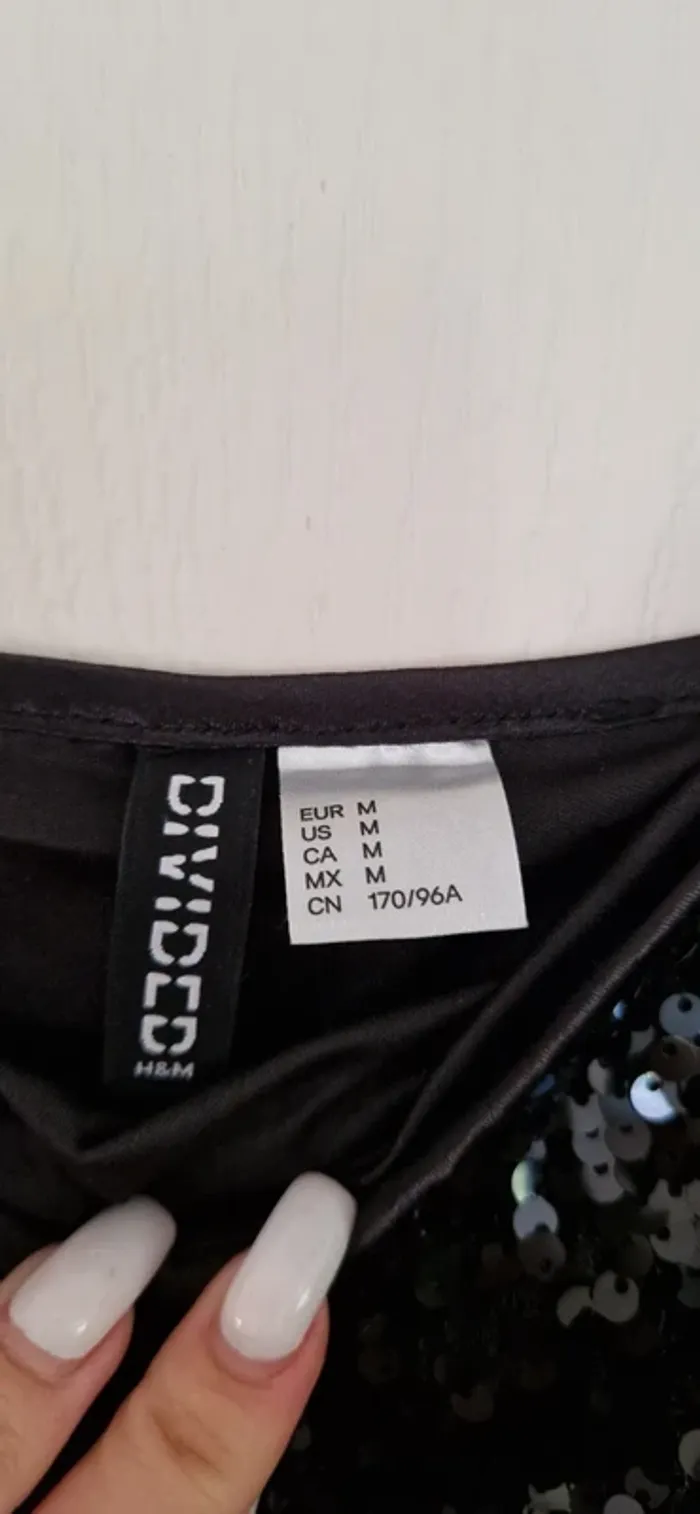 DIVIDED
H&M
EUR M
US M
CA M
MX M
CN 170/96A